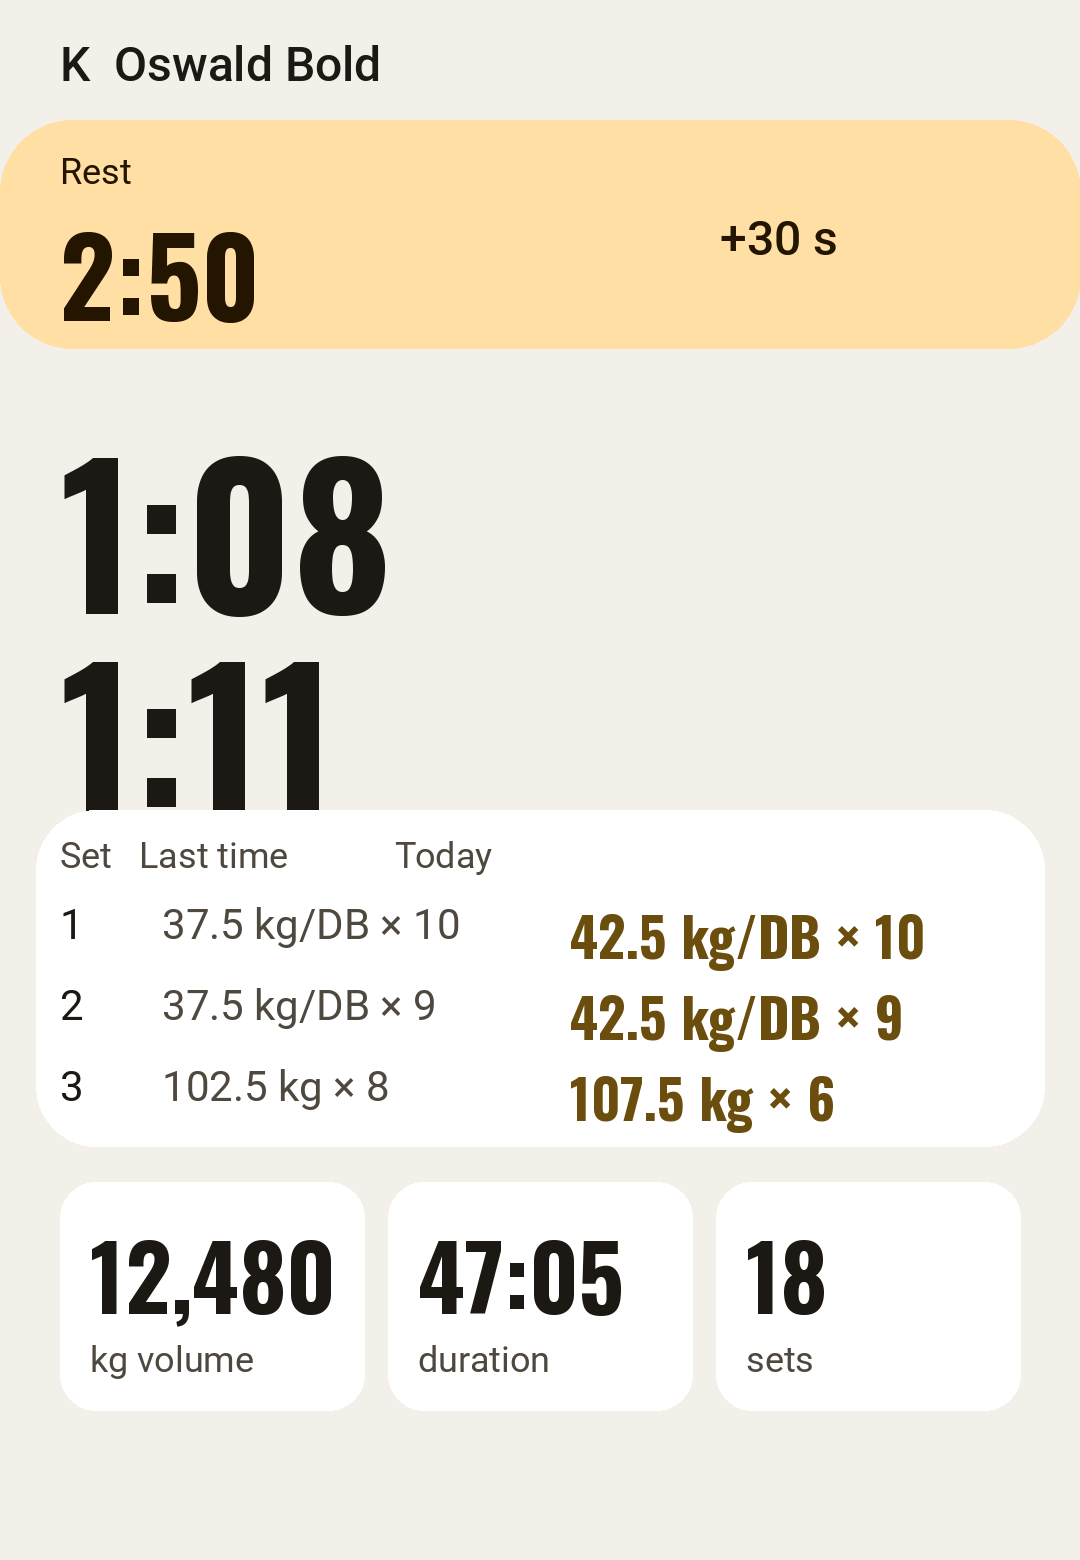 K Oswald Bold
Rest
2:50
+30 s
1:08
1:11
Set Last time Today
1 37.5 kg/DB × 10 42.5 kg/DB × 10
2 37.5 kg/DB × 9 42.5 kg/DB × 9
3 102.5 kg × 8 107.5 kg × 6
12,480 47:05 18
kg volume duration sets